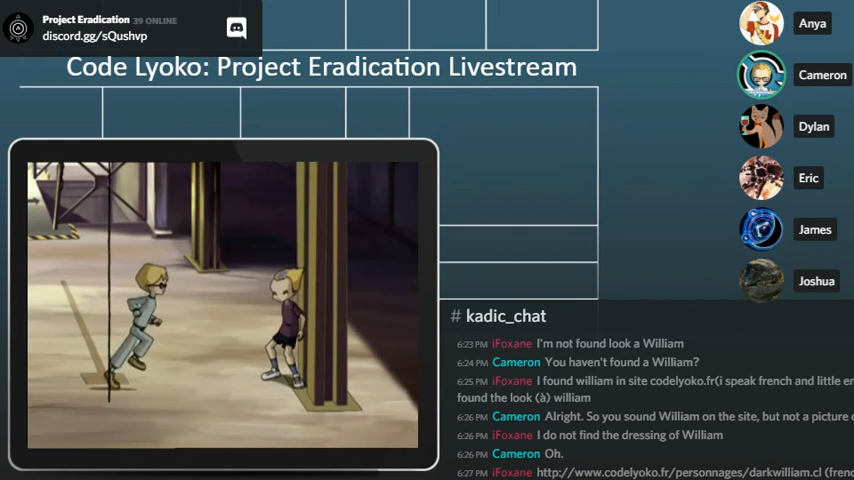 Project Eradication 39 ONLINE
discord.gg/sQushvp
Code Lyoko: Project Eradication Livestream
Anya
Cameron
Dylan
Eric
James
Joshua
# kadic_chat
6:23 PM iFoxane I'm not found look a William
6:24 PM Cameron You haven't found a William?
6:25 PM iFoxane I found william in site codelyoko.fr(i speak french and little en
found the look (à) william
6:26 PM Cameron Alright. So you sound William on the site, but not a picture o
6:26 PM iFoxane I do not find the dressing of William
6:26 PM Cameron Oh.
6:27 PM iFoxane http://www.codelyoko.fr/personnages/darkwilliam.cl (frenc